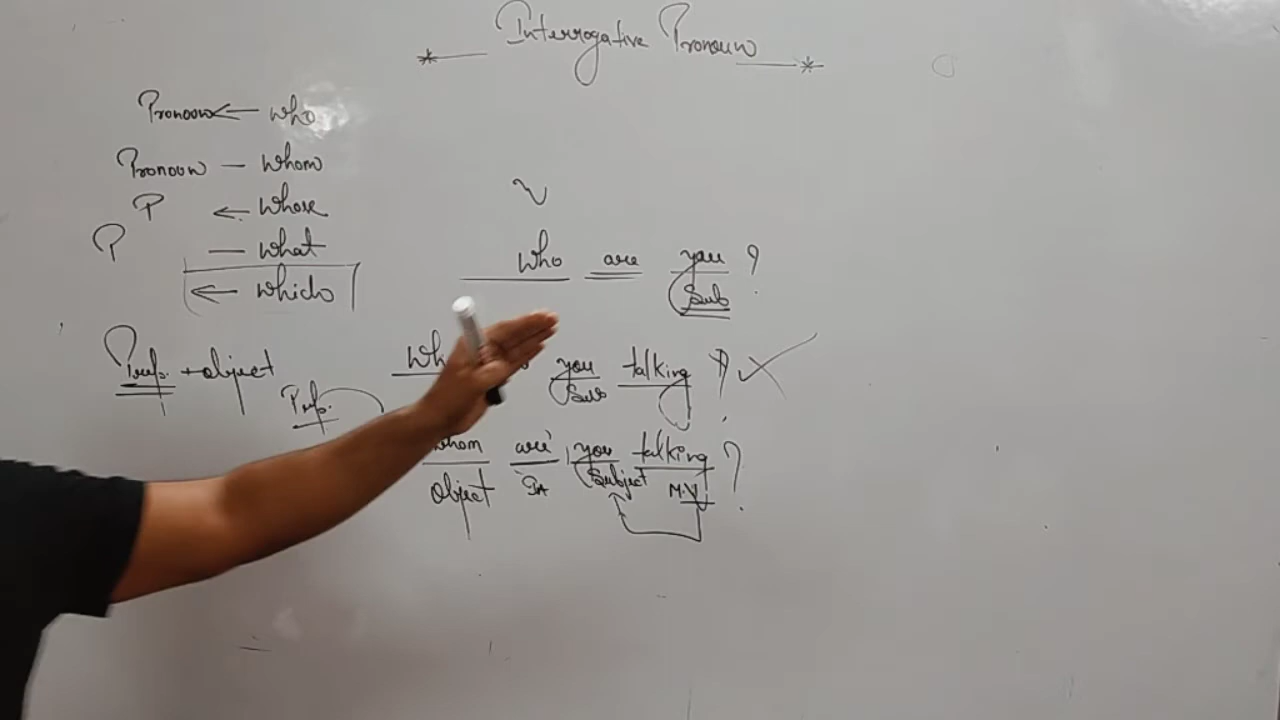 Interrogative Pronoun
Pronoun ← who
Pronoun — whom
P ← whose
P — what
← which
Who are you?
Sub
Prep. + object
you talking ?
Sub
Prep.
whom are you talking ?
object Subject M.V